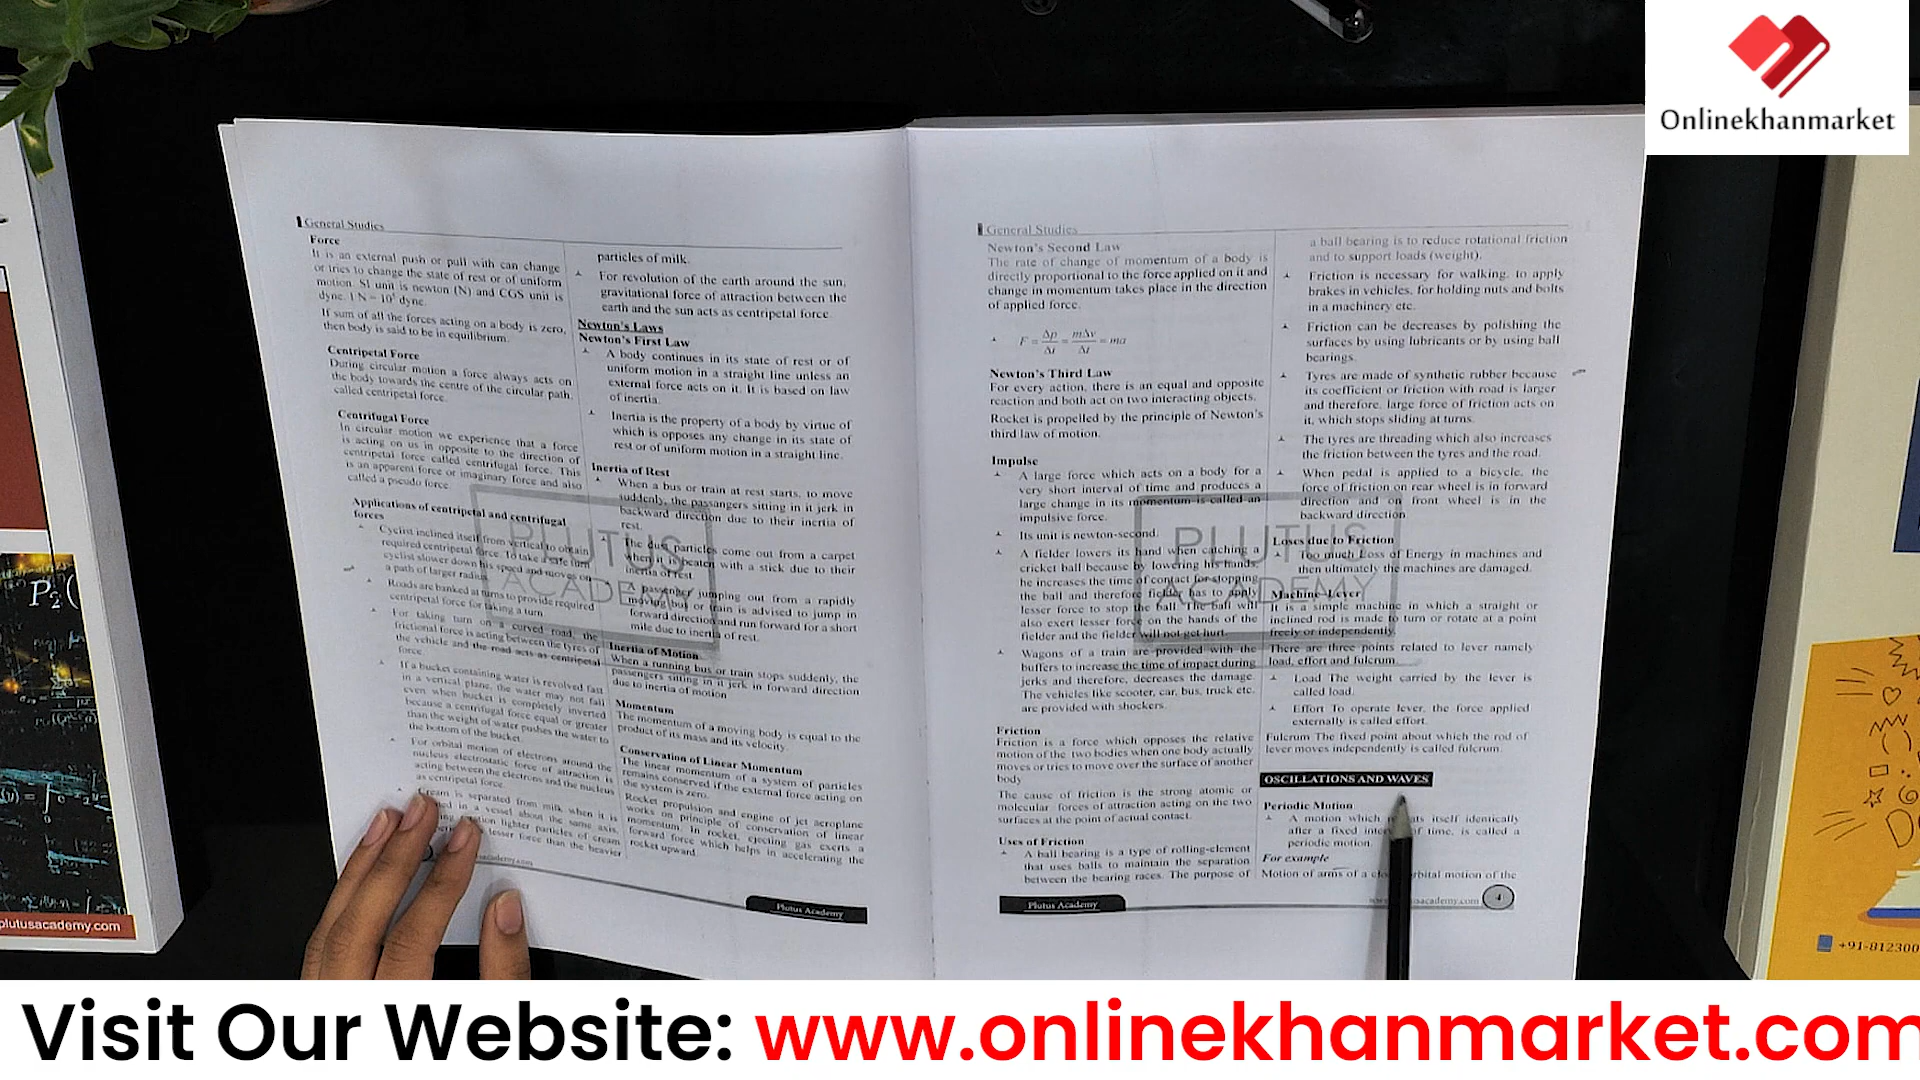 Onlinekhanmarket
General Studies
Force
It is an external push or pull with can change
or tries to change the state of rest or of uniform
motion. SI unit is newton (N) and CGS unit is
dyne. 1 N = 10⁵ dyne.
If sum of all the forces acting on a body is zero,
then body is said to be in equilibrium.
Centripetal Force
During circular motion a force always acts on
the body towards the centre of the circular path,
called centripetal force.
Centrifugal Force
In circular motion we experience that a force
is acting on us in opposite to the direction of
centripetal force called centrifugal force. This
is an apparent force or imaginary force and also
called a pseudo force.
Applications of centripetal and centrifugal
forces
Cyclist inclined itself from vertical to obtain
required centripetal force. To take a safe turn
cyclist slower down his speed and moves on
a path of larger radius.
Roads are banked at turns to provide required
centripetal force for taking a turn.
For taking turn on a curved road, the
frictional force is acting between the tyres of
the vehicle and the road acts as centripetal
force.
If a bucket containing water is revolved fast
in a vertical plane, the water may not fall
even when bucket is completely inverted
because a centrifugal force equal or greater
than the weight of water pushes the water to
the bottom of the bucket.
For orbital motion of electrons around the
nucleus electrostatic force of attraction is
acting between the electrons and the nucleus
as centripetal force.
Cream is separated from milk when it is
in a vessel about the same axis.
lighter particles of cream
lesser force than the heavier
particles of milk.
For revolution of the earth around the sun,
gravitational force of attraction between the
earth and the sun acts as centripetal force.
Newton's Laws
Newton's First Law
A body continues in its state of rest or of
uniform motion in a straight line unless an
external force acts on it. It is based on law
of inertia.
Inertia is the property of a body by virtue of
which is opposes any change in its state of
rest or of uniform motion in a straight line.
Inertia of Rest
When a bus or train at rest starts, to move
suddenly, the passengers sitting in it jerk in
backward direction due to their inertia of
rest.
The dust particles come out from a carpet
when it is beaten with a stick due to their
inertia of rest.
A passenger jumping out from a rapidly
moving bus or train is advised to jump in
forward direction and run forward for a short
mile due to inertia of rest.
Inertia of Motion
When a running bus or train stops suddenly, the
passengers sitting in it jerk in forward direction
due to inertia of motion
Momentum
The momentum of a moving body is equal to the
product of its mass and its velocity
Conservation of Linear Momentum
The linear momentum of a system of particles
remains conserved if the external force acting on
the system is zero.
Rocket propulsion and engine of jet aeroplane
works on principle of conservation of linear
momentum. In rocket, ejecting gas exerts a
forward force which helps in accelerating the
rocket upward.
PLUTUS
ACADEMY
Plutus Academy
General Studies
Newton's Second Law
The rate of change of momentum of a body is
directly proportional to the force applied on it and
change in momentum takes place in the direction
of applied force.
F = Δp/Δt = mΔv/Δt = ma
Newton's Third Law
For every action, there is an equal and opposite
reaction and both act on two interacting objects.
Rocket is propelled by the principle of Newton's
third law of motion.
Impulse
A large force which acts on a body for a
very short interval of time and produces a
large change in its momentum is called an
impulsive force.
Its unit is newton-second.
A fielder lowers its hand when catching a
cricket ball because by lowering his hands,
he increases the time of contact for stopping
the ball and therefore fielder has to apply
lesser force to stop the ball. The ball will
also exert lesser force on the hands of the
fielder and the fielder will not get hurt.
Wagons of a train are provided with the
buffers to increase the time of impact during
jerks and therefore, decreases the damage.
The vehicles like scooter, car, bus, truck etc.
are provided with shockers.
Friction
Friction is a force which opposes the relative
motion of the two bodies when one body actually
moves or tries to move over the surface of another
body
The cause of friction is the strong atomic or
molecular forces of attraction acting on the two
surfaces at the point of actual contact.
Uses of Friction
A ball bearing is a type of rolling-element
that uses balls to maintain the separation
between the bearing races. The purpose of
a ball bearing is to reduce rotational friction
and to support loads (weight).
Friction is necessary for walking, to apply
brakes in vehicles, for holding nuts and bolts
in a machinery etc.
Friction can be decreases by polishing the
surfaces by using lubricants or by using ball
bearings.
Tyres are made of synthetic rubber because
its coefficient or friction with road is larger
and therefore, large force of friction acts on
it, which stops sliding at turns.
The tyres are threading which also increases
the friction between the tyres and the road.
When pedal is applied to a bicycle, the
force of friction on rear wheel is in forward
direction and on front wheel is in the
backward direction
Loses due to Friction
Too much Loss of Energy in machines and
then ultimately the machines are damaged.
Machine-Lever
It is a simple machine in which a straight or
inclined rod is made to turn or rotate at a point
freely or independently
There are three points related to lever namely
load, effort and fulcrum.
Load The weight carried by the lever is
called load.
Effort To operate lever, the force applied
externally is called effort.
Fulcrum The fixed point about which the rod of
lever moves independently is called fulcrum.
OSCILLATIONS AND WAVES
Periodic Motion
A motion which itself identically
after a fixed of time, is called a
periodic motion.
For example
Motion of arms of a orbital motion of the
PLUTUS
ACADEMY
Plutus Academy
4
plutusacademy.com
+91-812300
Visit Our Website: www.onlinekhanmarket.com